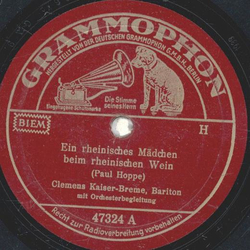 GRAMMOPHON
HERGESTELLT VON DER DEUTSCHEN GRAMMOPHON G.M.B.H. BERLIN
Die Stimme
seines Herrn
Eingetragene Schutzmarke
BIEM
H
Ein rheinisches Mädchen
beim rheinischen Wein
(Paul Hoppe)
Clemens Kaiser-Breme, Bariton
mit Orchesterbegleitung
47324 A
Recht zur Radioverbreitung vorbehalten